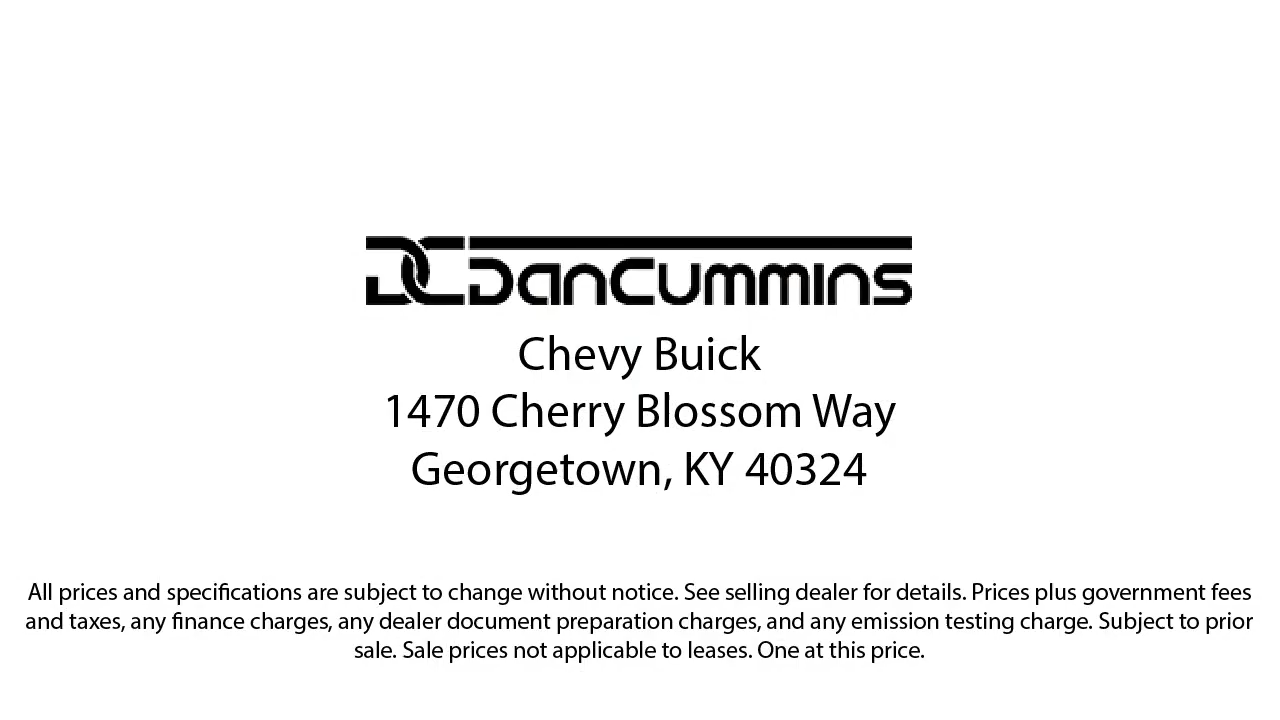 DC DanCummins
Chevy Buick
1470 Cherry Blossom Way
Georgetown, KY 40324
All prices and specifications are subject to change without notice. See selling dealer for details. Prices plus government fees
and taxes, any finance charges, any dealer document preparation charges, and any emission testing charge. Subject to prior
sale. Sale prices not applicable to leases. One at this price.